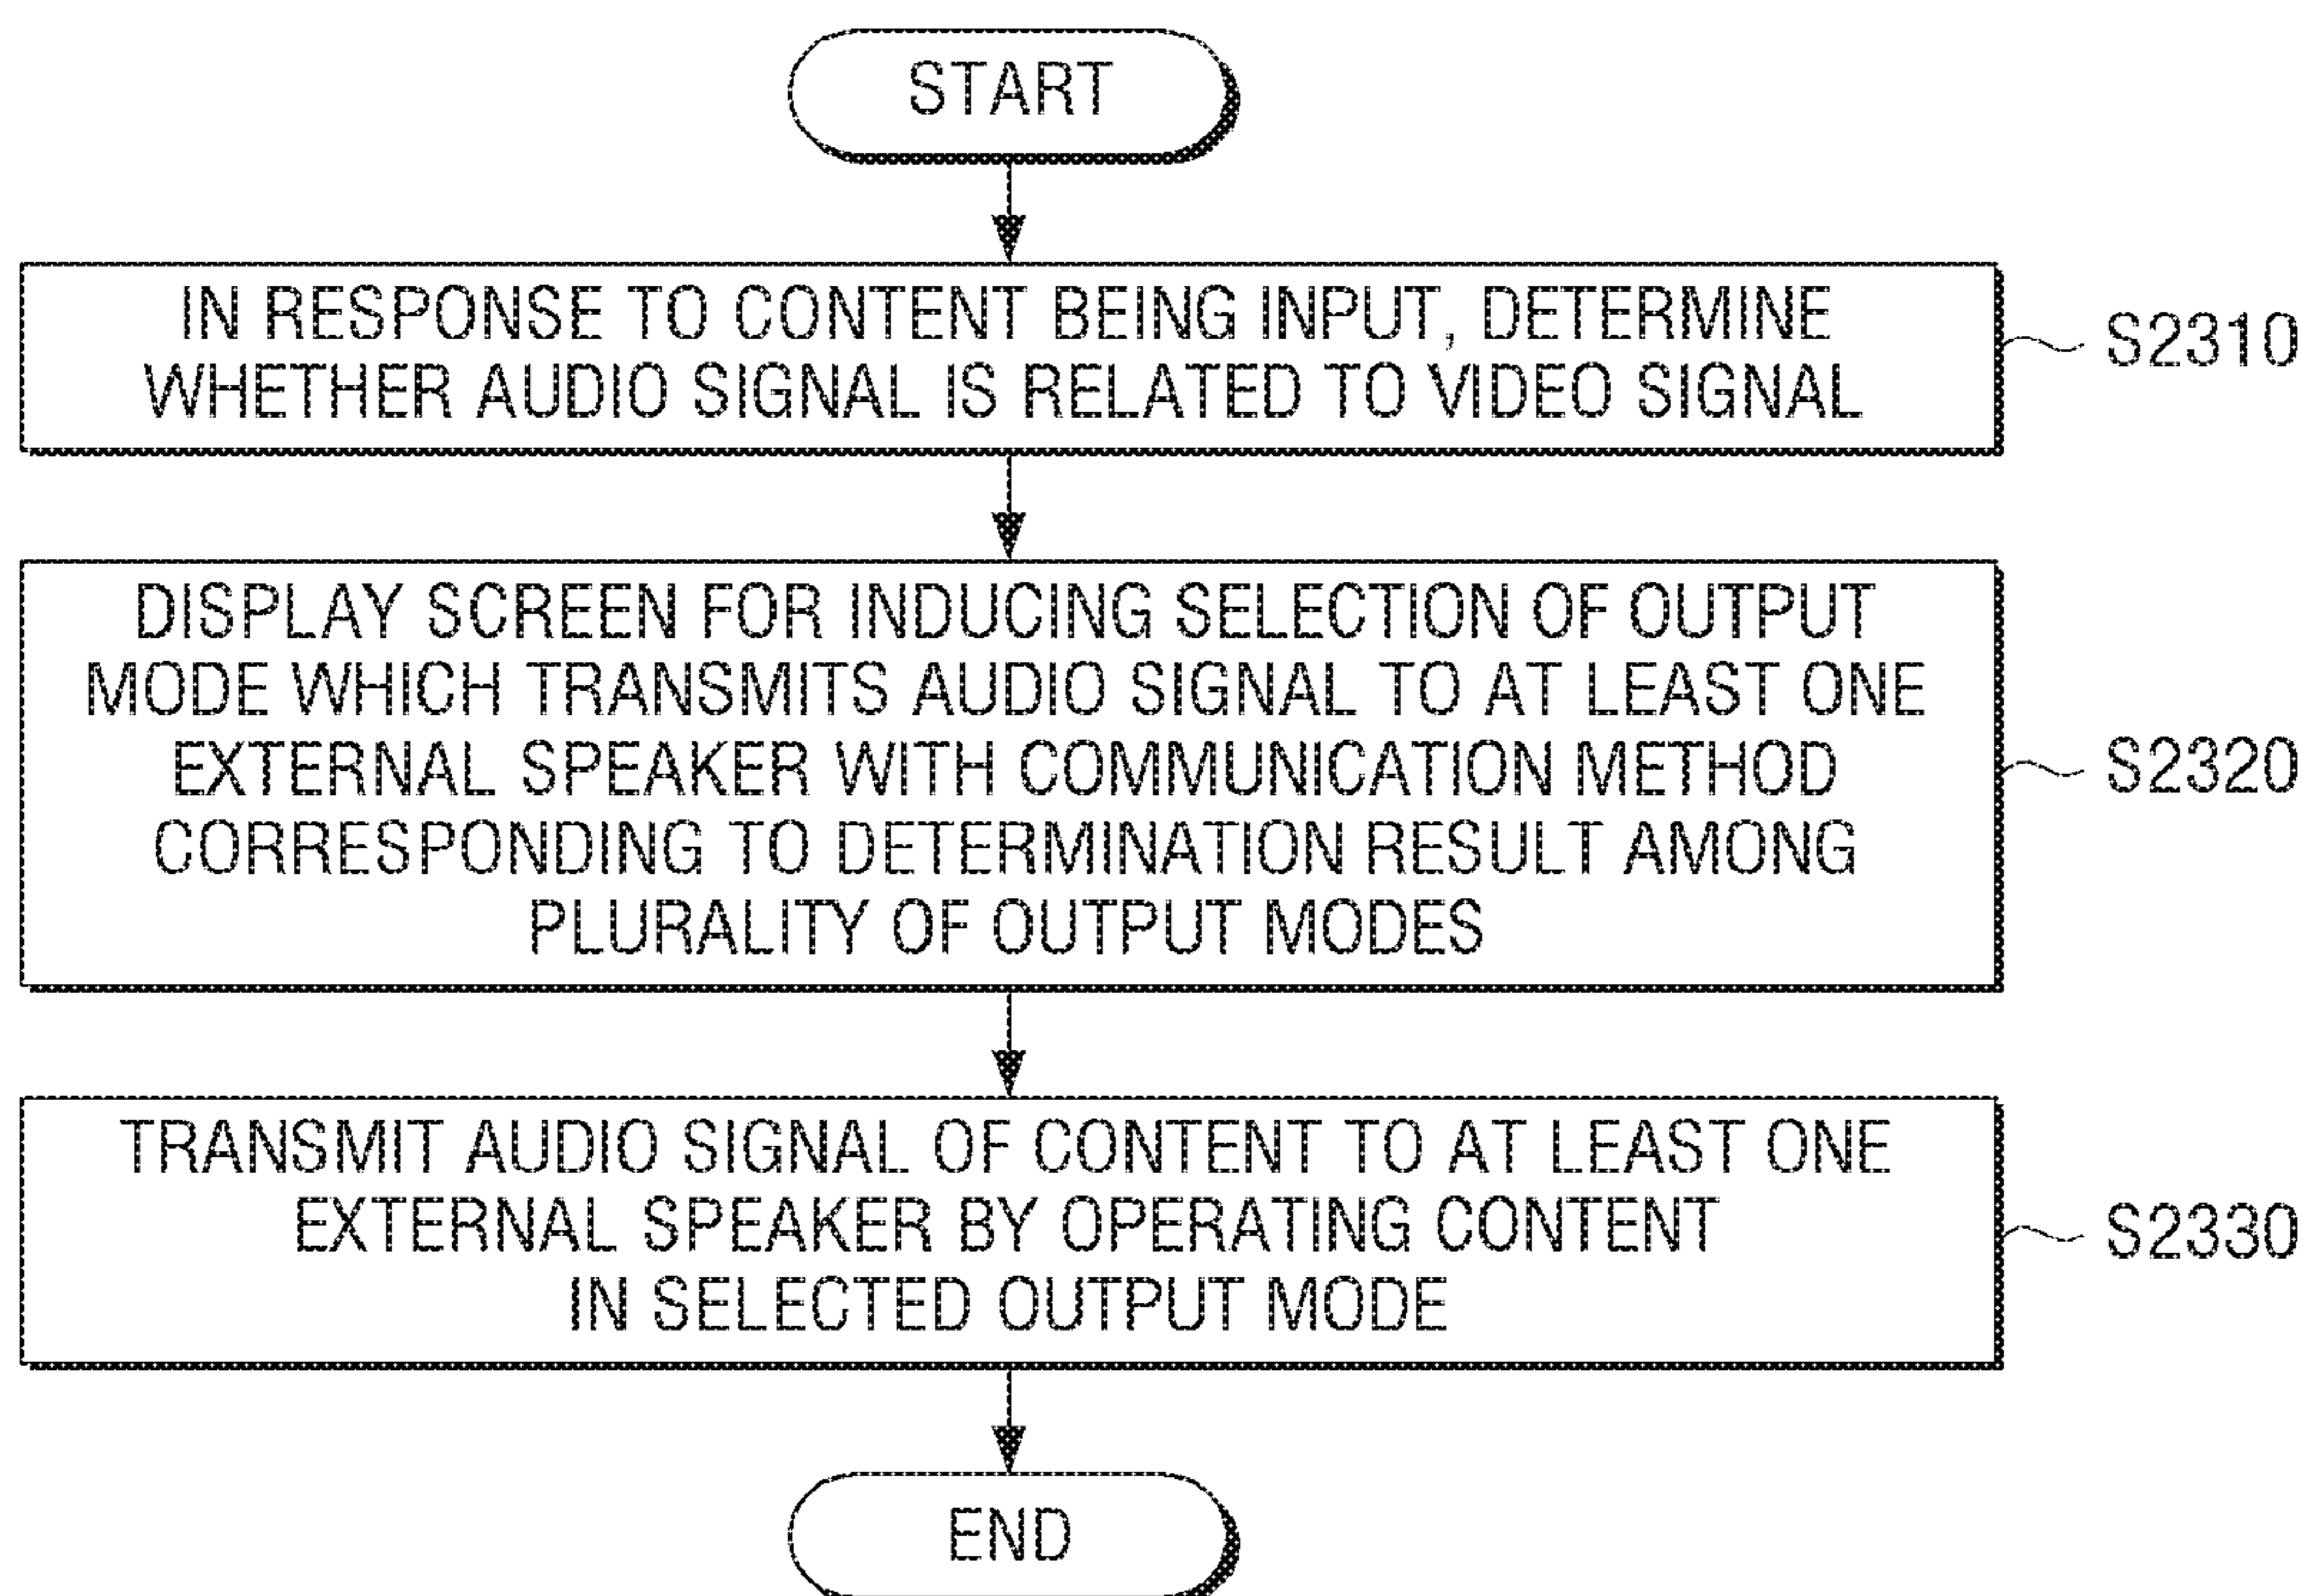 START
IN RESPONSE TO CONTENT BEING INPUT, DETERMINE
WHETHER AUDIO SIGNAL IS RELATED TO VIDEO SIGNAL
S2310
DISPLAY SCREEN FOR INDUCING SELECTION OF OUTPUT
MODE WHICH TRANSMITS AUDIO SIGNAL TO AT LEAST ONE
EXTERNAL SPEAKER WITH COMMUNICATION METHOD
CORRESPONDING TO DETERMINATION RESULT AMONG
PLURALITY OF OUTPUT MODES
S2320
TRANSMIT AUDIO SIGNAL OF CONTENT TO AT LEAST ONE
EXTERNAL SPEAKER BY OPERATING CONTENT
IN SELECTED OUTPUT MODE
S2330
END